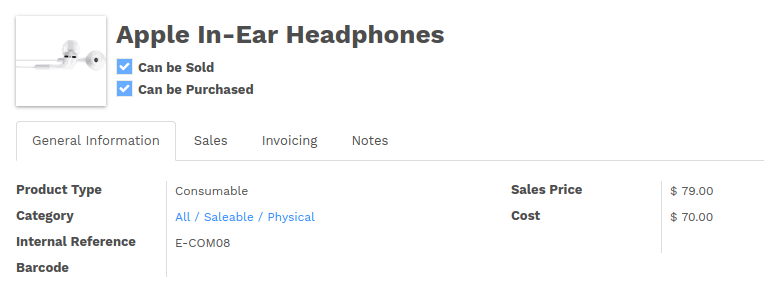 Apple In-Ear Headphones
Can be Sold
Can be Purchased
General Information Sales Invoicing Notes
Product Type Consumable Sales Price $ 79.00
Category All / Saleable / Physical Cost $ 70.00
Internal Reference E-COM08
Barcode